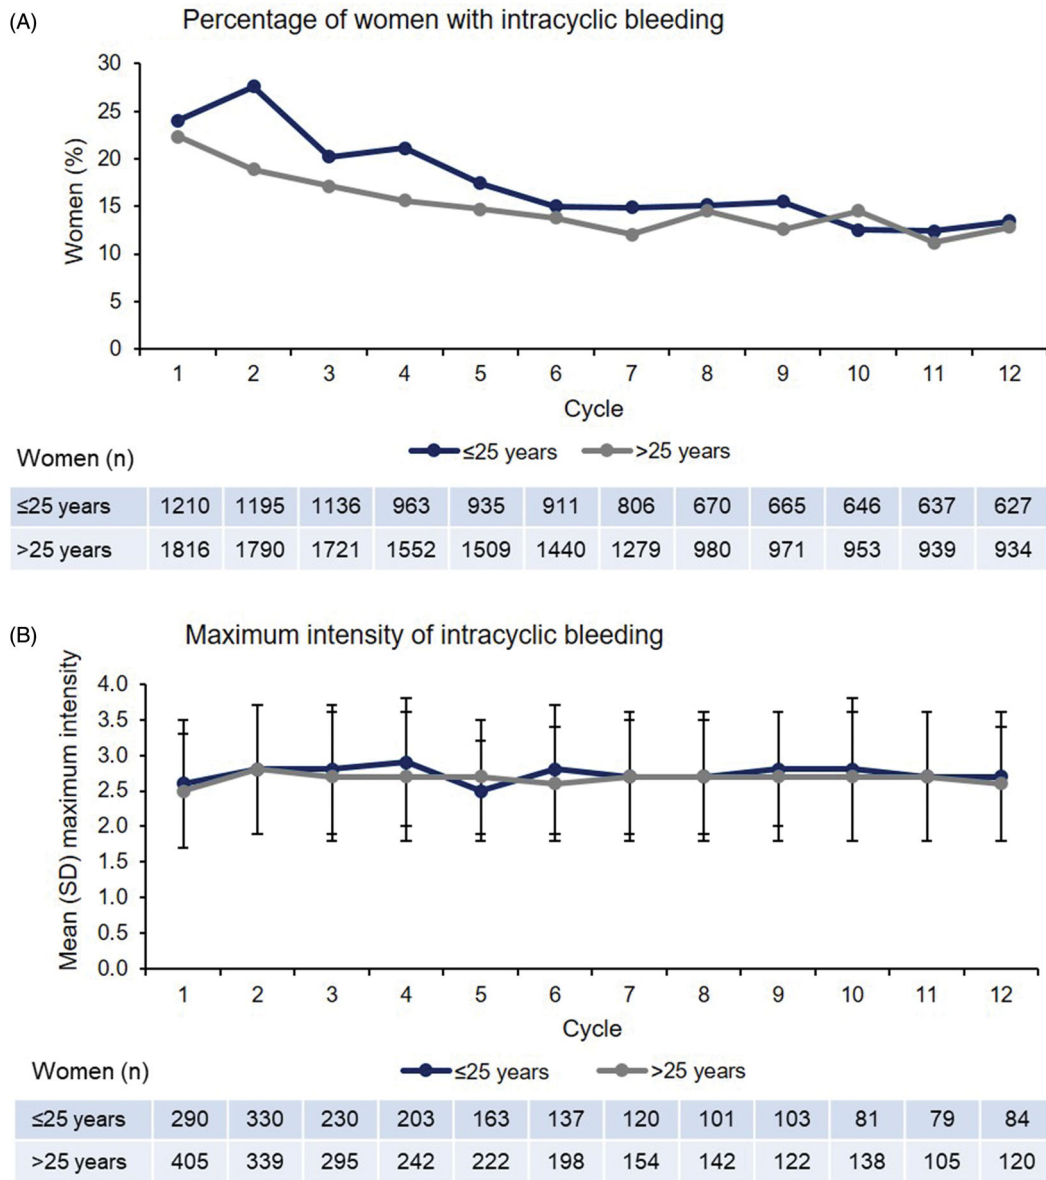 (A)
Percentage of women with intracyclic bleeding
Women (%)
30
25
20
15
10
5
0
1 2 3 4 5 6 7 8 9 10 11 12
Cycle
Women (n)
≤25 years >25 years
≤25 years 1210 1195 1136 963 935 911 806 670 665 646 637 627
>25 years 1816 1790 1721 1552 1509 1440 1279 980 971 953 939 934
(B)
Maximum intensity of intracyclic bleeding
Mean (SD) maximum intensity
4.0
3.5
3.0
2.5
2.0
1.5
1.0
0.5
0.0
1 2 3 4 5 6 7 8 9 10 11 12
Cycle
Women (n)
≤25 years >25 years
≤25 years 290 330 230 203 163 137 120 101 103 81 79 84
>25 years 405 339 295 242 222 198 154 142 122 138 105 120